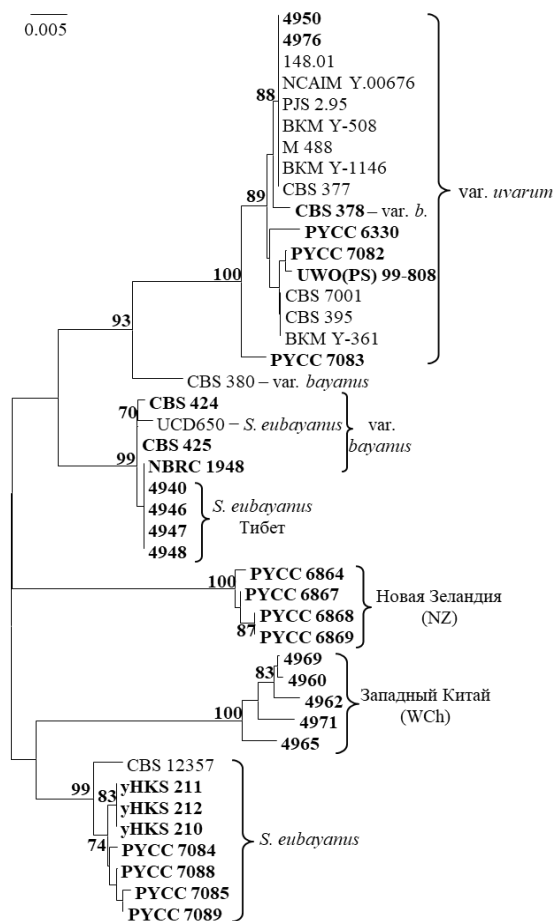 0.005
4950
4976
148.01
NCAIM Y.00676
88
PJS 2.95
BKM Y-508
M 488
BKM Y-1146
CBS 377
var. uvarum
89
CBS 378 – var. b.
PYCC 6330
PYCC 7082
UWO(PS) 99-808
100
CBS 7001
CBS 395
93
BKM Y-361
PYCC 7083
CBS 380 – var. bayanus
70
CBS 424
UCD650 – S. eubayanus
var.
bayanus
CBS 425
99
NBRC 1948
4940
4946
4947
4948
S. eubayanus
Тибет
PYCC 6864
100
PYCC 6867
PYCC 6868
87
PYCC 6869
Новая Зеландия
(NZ)
4969
83
4960
4962
4971
100
4965
Западный Китай
(WCh)
CBS 12357
99
83
yHKS 211
yHKS 212
yHKS 210
74
PYCC 7084
PYCC 7088
PYCC 7085
PYCC 7089
S. eubayanus